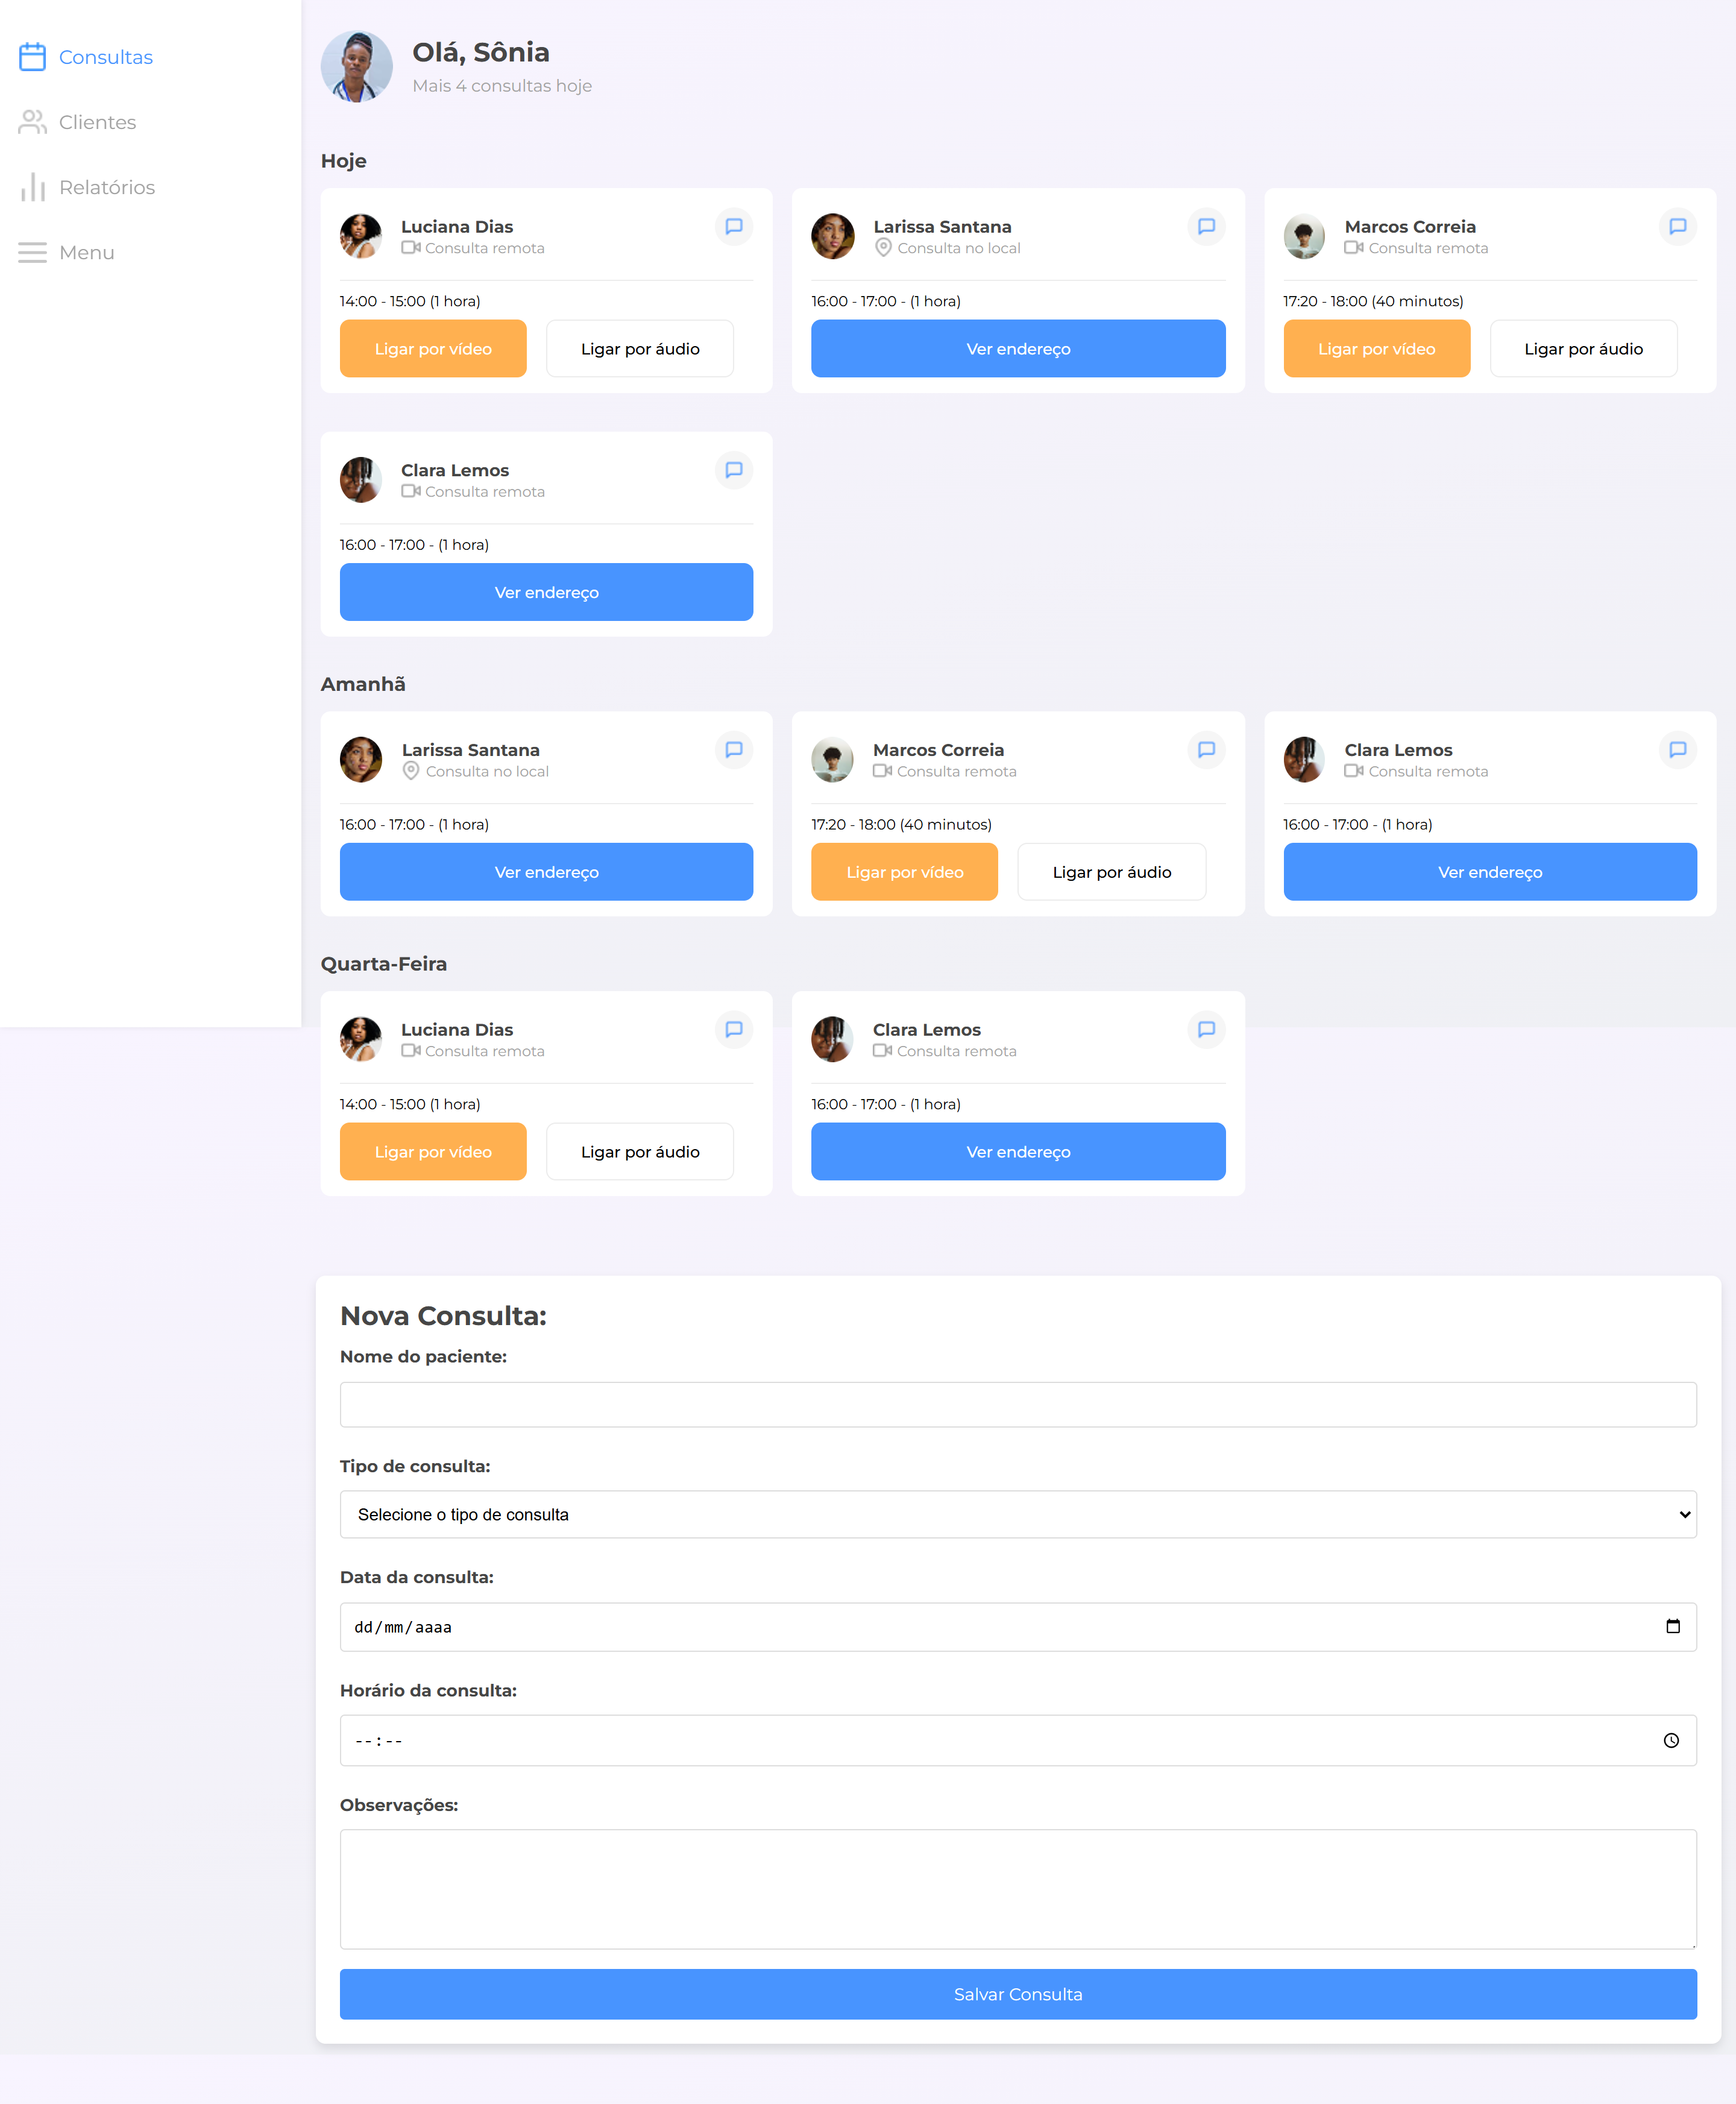 Consultas
Clientes
Relatórios
Menu
Olá, Sônia
Mais 4 consultas hoje
Hoje
Luciana Dias
Consulta remota
14:00 - 15:00 (1 hora)
Ligar por vídeo
Ligar por áudio
Larissa Santana
Consulta no local
16:00 - 17:00 - (1 hora)
Ver endereço
Marcos Correia
Consulta remota
17:20 - 18:00 (40 minutos)
Ligar por vídeo
Ligar por áudio
Clara Lemos
Consulta remota
16:00 - 17:00 - (1 hora)
Ver endereço
Amanhã
Larissa Santana
Consulta no local
16:00 - 17:00 - (1 hora)
Ver endereço
Marcos Correia
Consulta remota
17:20 - 18:00 (40 minutos)
Ligar por vídeo
Ligar por áudio
Clara Lemos
Consulta remota
16:00 - 17:00 - (1 hora)
Ver endereço
Quarta-Feira
Luciana Dias
Consulta remota
14:00 - 15:00 (1 hora)
Ligar por vídeo
Ligar por áudio
Clara Lemos
Consulta remota
16:00 - 17:00 - (1 hora)
Ver endereço
Nova Consulta:
Nome do paciente:
Tipo de consulta:
Selecione o tipo de consulta
Data da consulta:
dd/mm/aaaa
Horário da consulta:
--:--
Observações:
Salvar Consulta